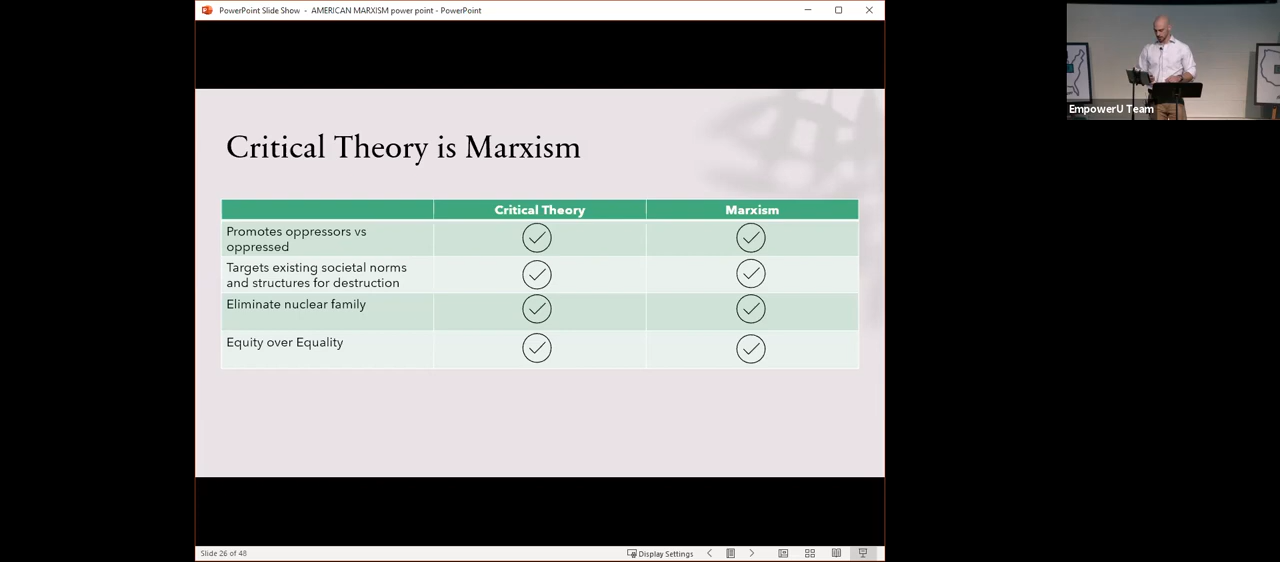 PowerPoint Slide Show - AMERICAN MARXISM power point - PowerPoint
EmpowerU Team
Critical Theory is Marxism
Critical Theory
Marxism
Promotes oppressors vs
oppressed
Targets existing societal norms
and structures for destruction
Eliminate nuclear family
Equity over Equality
Slide 26 of 48
Display Settings